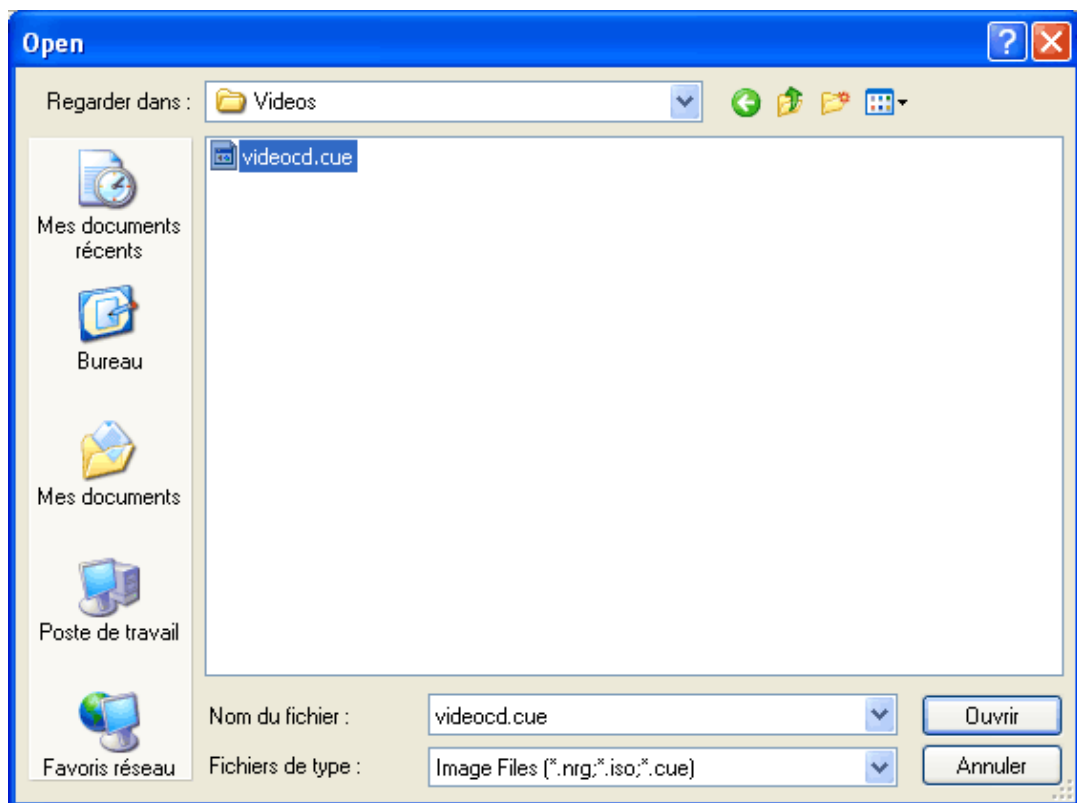 Open
Regarder dans :
Videos
videocd.cue
Mes documents
récents
Bureau
Mes documents
Poste de travail
Favoris réseau
Nom du fichier :
videocd.cue
Ouvrir
Fichiers de type :
Image Files (*.nrg;*.iso;*.cue)
Annuler